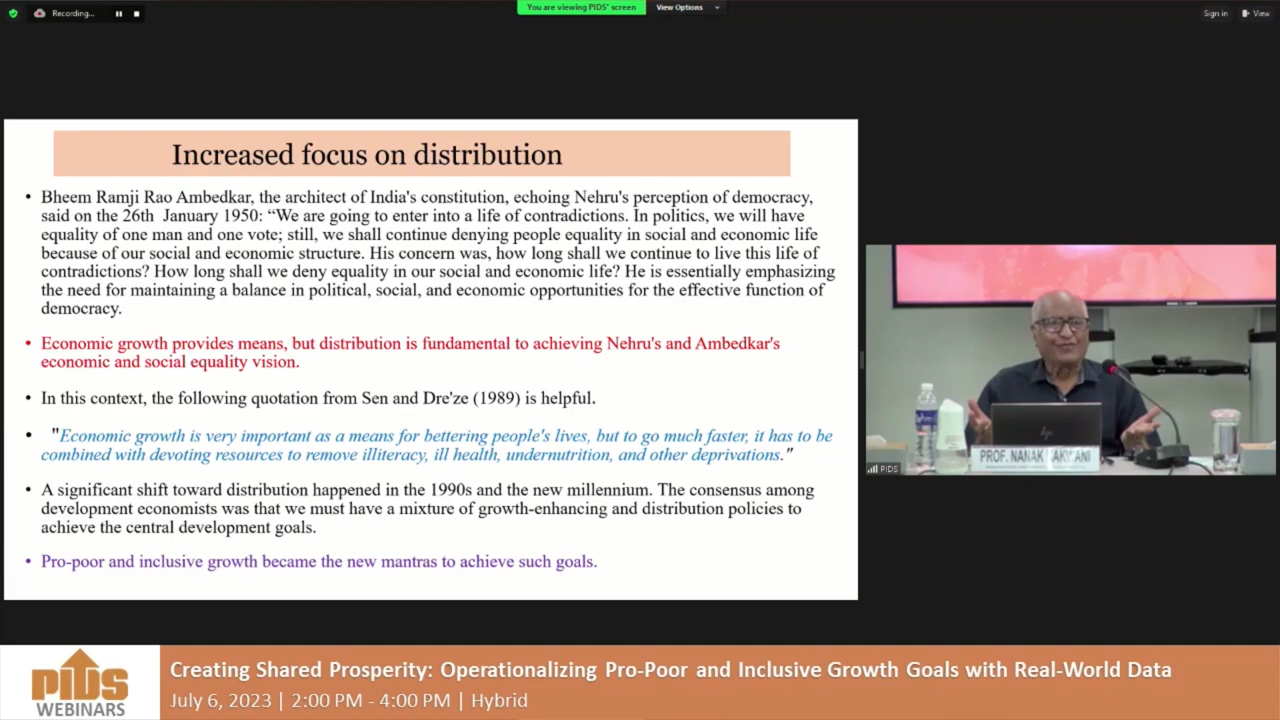 Recording...
You are viewing PIDS' screen
View Options
Sign in
View
Increased focus on distribution
• Bheem Ramji Rao Ambedkar, the architect of India's constitution, echoing Nehru's perception of democracy,
said on the 26th January 1950: “We are going to enter into a life of contradictions. In politics, we will have
equality of one man and one vote; still, we shall continue denying people equality in social and economic life
because of our social and economic structure. His concern was, how long shall we continue to live this life of
contradictions? How long shall we deny equality in our social and economic life? He is essentially emphasizing
the need for maintaining a balance in political, social, and economic opportunities for the effective function of
democracy.
• Economic growth provides means, but distribution is fundamental to achieving Nehru's and Ambedkar's
economic and social equality vision.
• In this context, the following quotation from Sen and Dre'ze (1989) is helpful.
• "Economic growth is very important as a means for bettering people's lives, but to go much faster, it has to be
combined with devoting resources to remove illiteracy, ill health, undernutrition, and other deprivations."
• A significant shift toward distribution happened in the 1990s and the new millennium. The consensus among
development economists was that we must have a mixture of growth-enhancing and distribution policies to
achieve the central development goals.
• Pro-poor and inclusive growth became the new mantras to achieve such goals.
hp
PROF. NANAK KAKWANI
PIDS
PIDS
WEBINARS
Creating Shared Prosperity: Operationalizing Pro-Poor and Inclusive Growth Goals with Real-World Data
July 6, 2023 | 2:00 PM - 4:00 PM | Hybrid